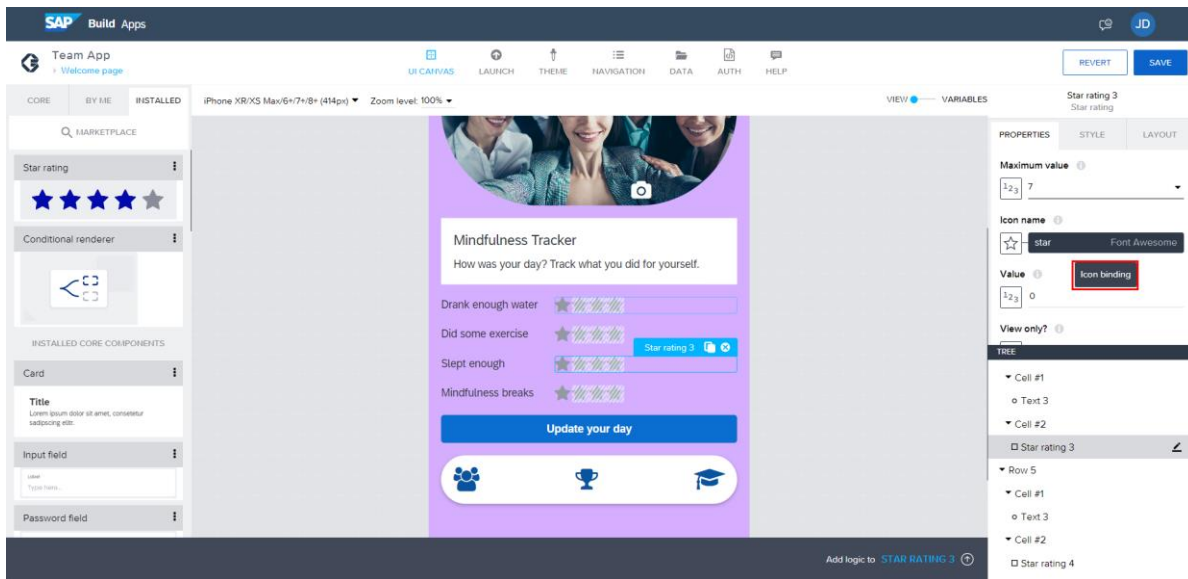 SAP Build Apps
JD
Team App
Welcome page
UI CANVAS LAUNCH THEME NAVIGATION DATA AUTH HELP
REVERT SAVE
CORE BY ME INSTALLED
iPhone XR/XS Max/6+/7+/8+ (414px) Zoom level: 100%
VIEW VARIABLES
Star rating 3
Star rating
MARKETPLACE
PROPERTIES STYLE LAYOUT
Star rating
Maximum value
123 7
Icon name
star Font Awesome
Conditional renderer
Mindfulness Tracker
How was your day? Track what you did for yourself.
Value
Icon binding
123 0
Drank enough water
View only?
Did some exercise
INSTALLED CORE COMPONENTS
Star rating 3
TREE
Slept enough
Card
Cell #1
Title
Lorem ipsum dolor sit amet, consetetur
sadipscing elitr.
Text 3
Mindfulness breaks
Cell #2
Update your day
Input field
Star rating 3
Label
Type here...
Row 5
Cell #1
Password field
Text 3
Cell #2
Add logic to STAR RATING 3
Star rating 4